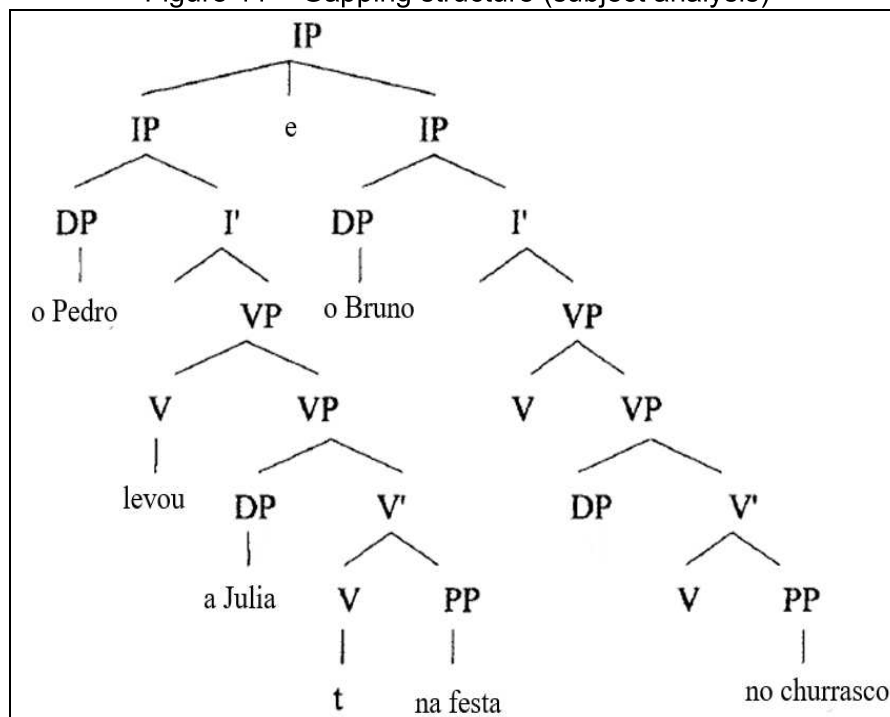 IP
IP e IP
DP I' DP I'
o Pedro VP o Bruno VP
V VP V VP
levou DP V' DP V'
a Julia V PP V PP
t na festa no churrasco